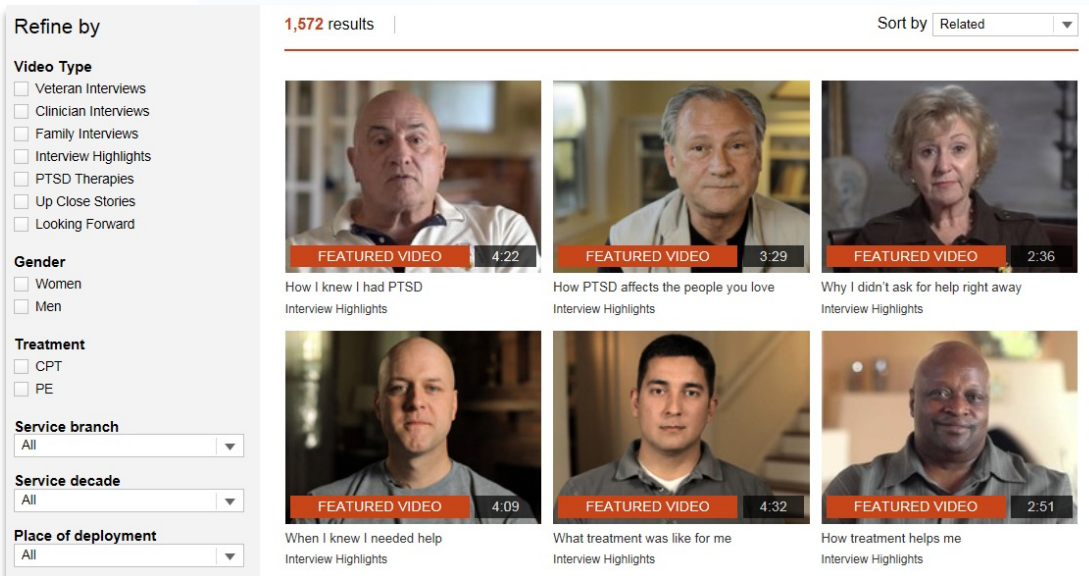 Refine by
Video Type
Veteran Interviews
Clinician Interviews
Family Interviews
Interview Highlights
PTSD Therapies
Up Close Stories
Looking Forward
Gender
Women
Men
Treatment
CPT
PE
Service branch
All
Service decade
All
Place of deployment
All
1,572 results
Sort by Related
FEATURED VIDEO 4:22
How I knew I had PTSD
Interview Highlights
FEATURED VIDEO 3:29
How PTSD affects the people you love
Interview Highlights
FEATURED VIDEO 2:36
Why I didn't ask for help right away
Interview Highlights
FEATURED VIDEO 4:09
When I knew I needed help
Interview Highlights
FEATURED VIDEO 4:32
What treatment was like for me
Interview Highlights
FEATURED VIDEO 2:51
How treatment helps me
Interview Highlights